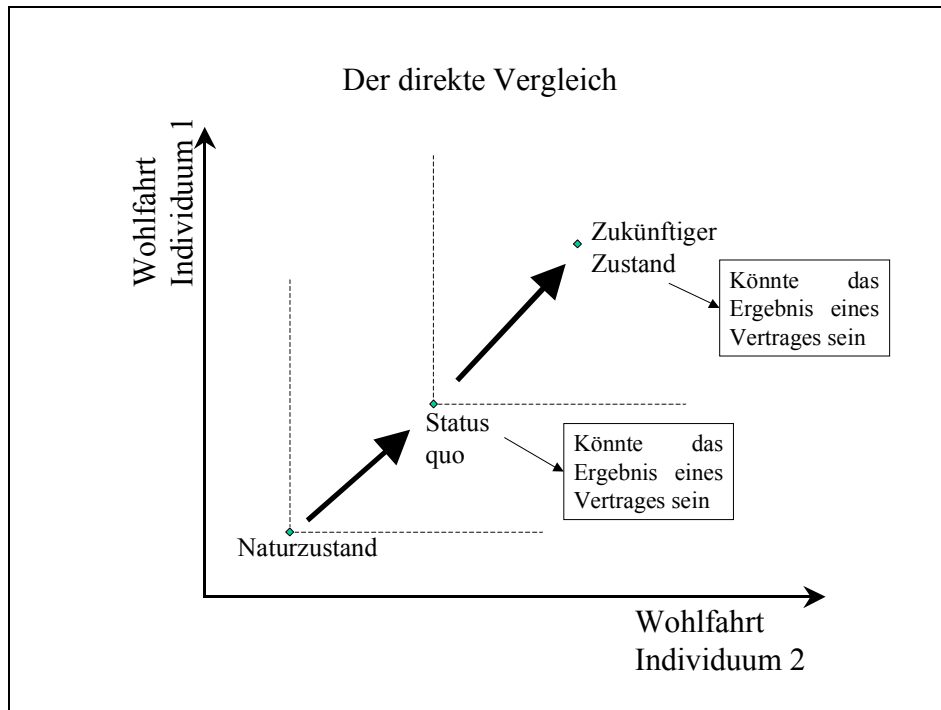 Der direkte Vergleich
Wohlfahrt
Individuum 1
Zukünftiger
Zustand
Könnte das
Ergebnis eines
Vertrages sein
Status
quo
Könnte das
Ergebnis eines
Vertrages sein
Naturzustand
Wohlfahrt
Individuum 2